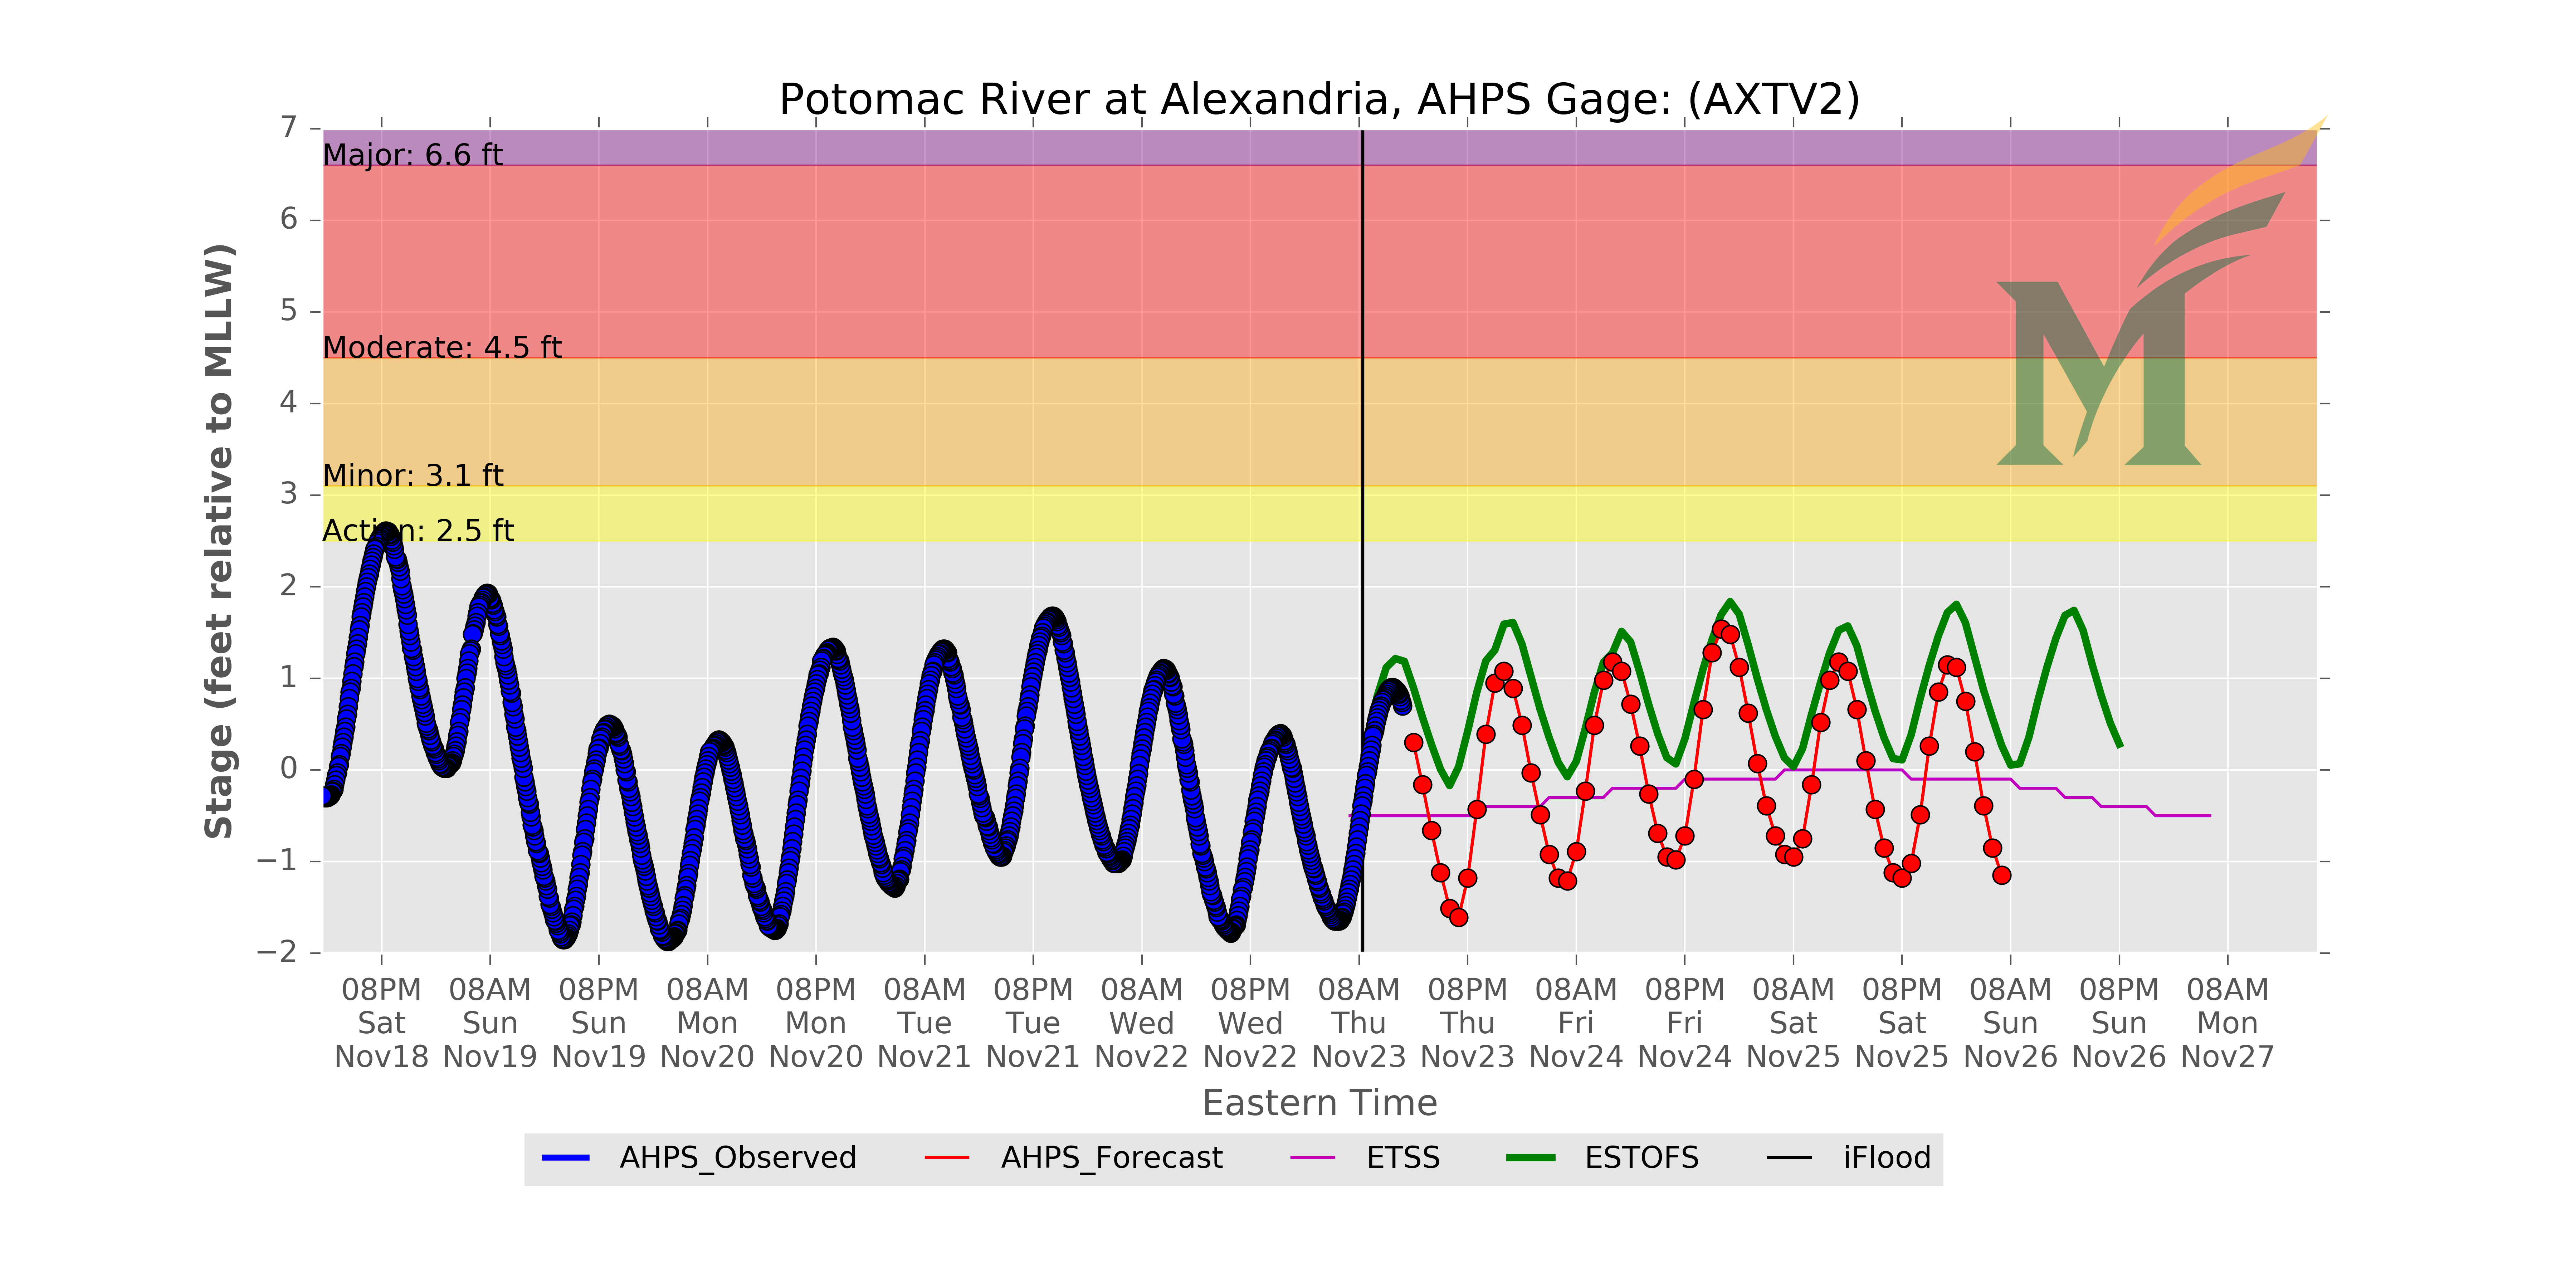 Potomac River at Alexandria, AHPS Gage: (AXTV2)
Stage (feet relative to MLLW)
7
6
5
4
3
2
1
0
−1
−2
Major: 6.6 ft
Moderate: 4.5 ft
Minor: 3.1 ft
Action: 2.5 ft
08PM 08AM 08PM 08AM 08PM 08AM 08PM 08AM 08PM 08AM 08PM 08AM 08PM 08AM 08PM 08AM 08PM 08AM
Sat Sun Sun Mon Mon Tue Tue Wed Wed Thu Thu Fri Fri Sat Sat Sun Sun Mon
Nov18 Nov19 Nov19 Nov20 Nov20 Nov21 Nov21 Nov22 Nov22 Nov23 Nov23 Nov24 Nov24 Nov25 Nov25 Nov26 Nov26 Nov27
Eastern Time
AHPS_Observed AHPS_Forecast ETSS ESTOFS iFlood
M